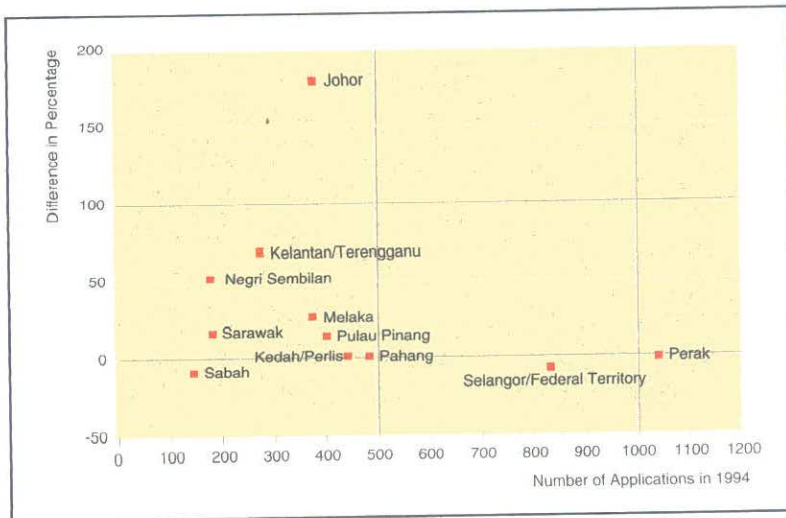 Difference in Percentage
200
150
100
50
0
-50
Johor
Kelantan/Terengganu
Negri Sembilan
Melaka
Sarawak
Pulau Pinang
Kedah/Perlis
Pahang
Perak
Sabah
Selangor/Federal Territory
0 100 200 300 400 500 600 700 800 900 1000 1100 1200
Number of Applications in 1994